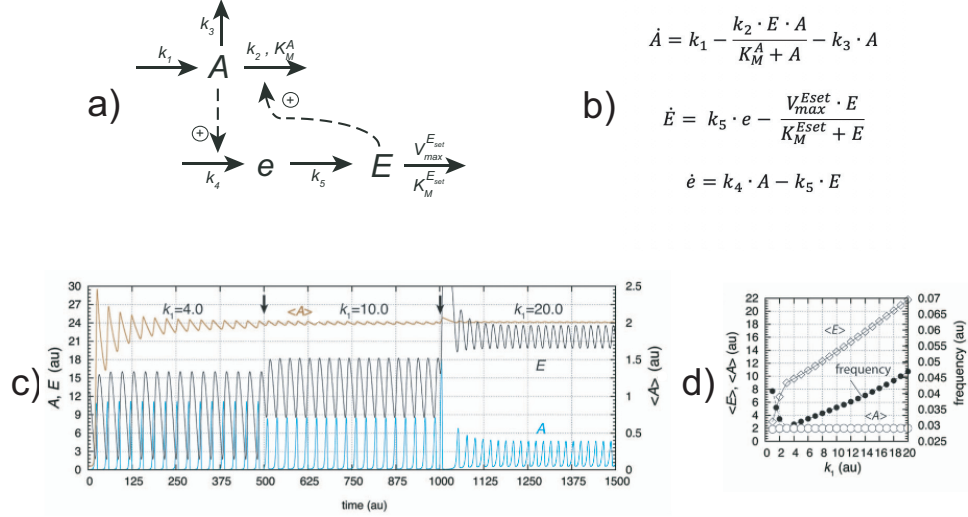 a)
k₃
k₁
A
k₂ , K_M^A
+
+
k₄
e
k₅
E
V_max^Eset
K_M^Eset
b)
Ȧ = k₁ − (k₂ · E · A)/(K_M^A + A) − k₃ · A
Ė = k₅ · e − (V_max^Eset · E)/(K_M^Eset + E)
ė = k₄ · A − k₅ · E
c)
A, E (au)
30
27
24
21
18
15
12
9
6
3
0
k₁=4.0
<A>
k₁=10.0
k₁=20.0
E
A
2.5
2
1.5
1
0.5
0
<A> (au)
0 125 250 375 500 625 750 875 1000 1125 1250 1375 1500
time (au)
d)
<E>, <A> (au)
22
20
18
16
14
12
10
8
6
4
2
0
<E>
frequency
<A>
0.07
0.065
0.06
0.055
0.05
0.045
0.04
0.035
0.03
0.025
frequency (au)
0 2 4 6 8 10 12 14 16 18 20
k₁ (au)